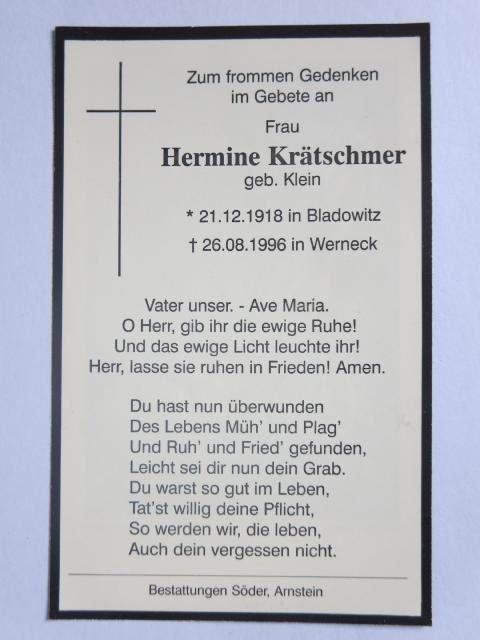 Zum frommen Gedenken
im Gebete an
Frau
Hermine Krätschmer
geb. Klein
* 21.12.1918 in Bladowitz
† 26.08.1996 in Werneck
Vater unser. - Ave Maria.
O Herr, gib ihr die ewige Ruhe!
Und das ewige Licht leuchte ihr!
Herr, lasse sie ruhen in Frieden! Amen.
Du hast nun überwunden
Des Lebens Müh' und Plag'
Und Ruh' und Fried' gefunden,
Leicht sei dir nun dein Grab.
Du warst so gut im Leben,
Tat'st willig deine Pflicht,
So werden wir, die leben,
Auch dein vergessen nicht.
Bestattungen Söder, Arnstein